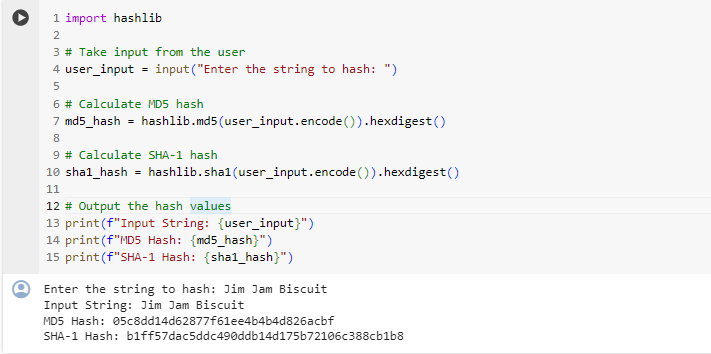 1 import hashlib
2
3 # Take input from the user
4 user_input = input("Enter the string to hash: ")
5
6 # Calculate MD5 hash
7 md5_hash = hashlib.md5(user_input.encode()).hexdigest()
8
9 # Calculate SHA-1 hash
10 sha1_hash = hashlib.sha1(user_input.encode()).hexdigest()
11
12 # Output the hash values
13 print(f"Input String: {user_input}")
14 print(f"MD5 Hash: {md5_hash}")
15 print(f"SHA-1 Hash: {sha1_hash}")
Enter the string to hash: Jim Jam Biscuit
Input String: Jim Jam Biscuit
MD5 Hash: 05c8dd14d62877f61ee4b4b4d826acbf
SHA-1 Hash: b1ff57dac5ddc490ddb14d175b72106c388cb1b8